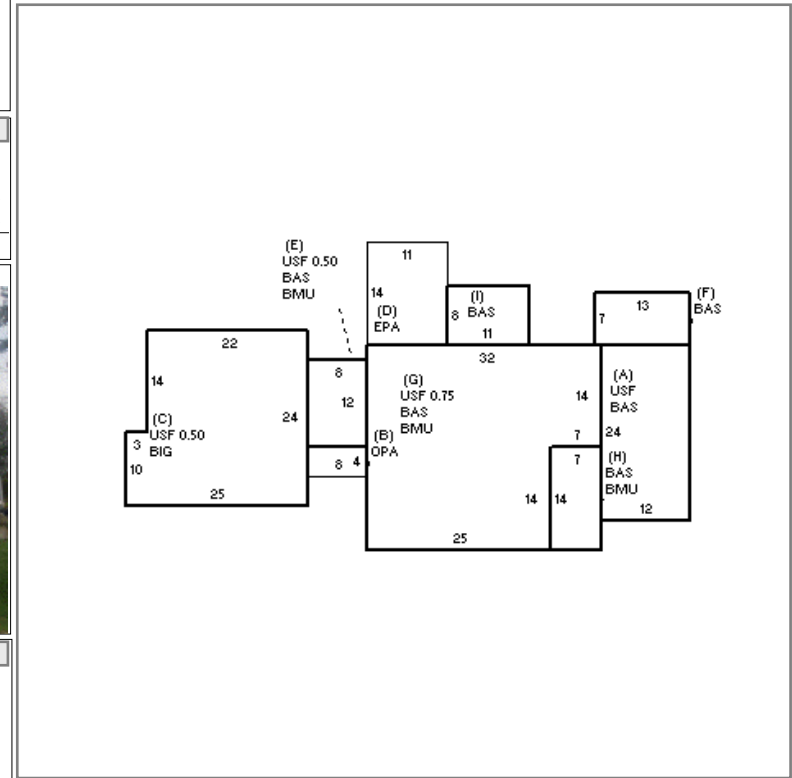 (E)
USF 0.50
BAS
BMU
11
14
(D)
EPA
(I)
BAS
8
11
13
7
(F)
BAS
22
14
24
(C)
USF 0.50
BIG
3
10
25
8
12
(B)
OPA
8 4
32
(G)
USF 0.75
BAS
BMU
14
7
7
14
14
25
(A)
USF
BAS
24
(H)
BAS
BMU
12